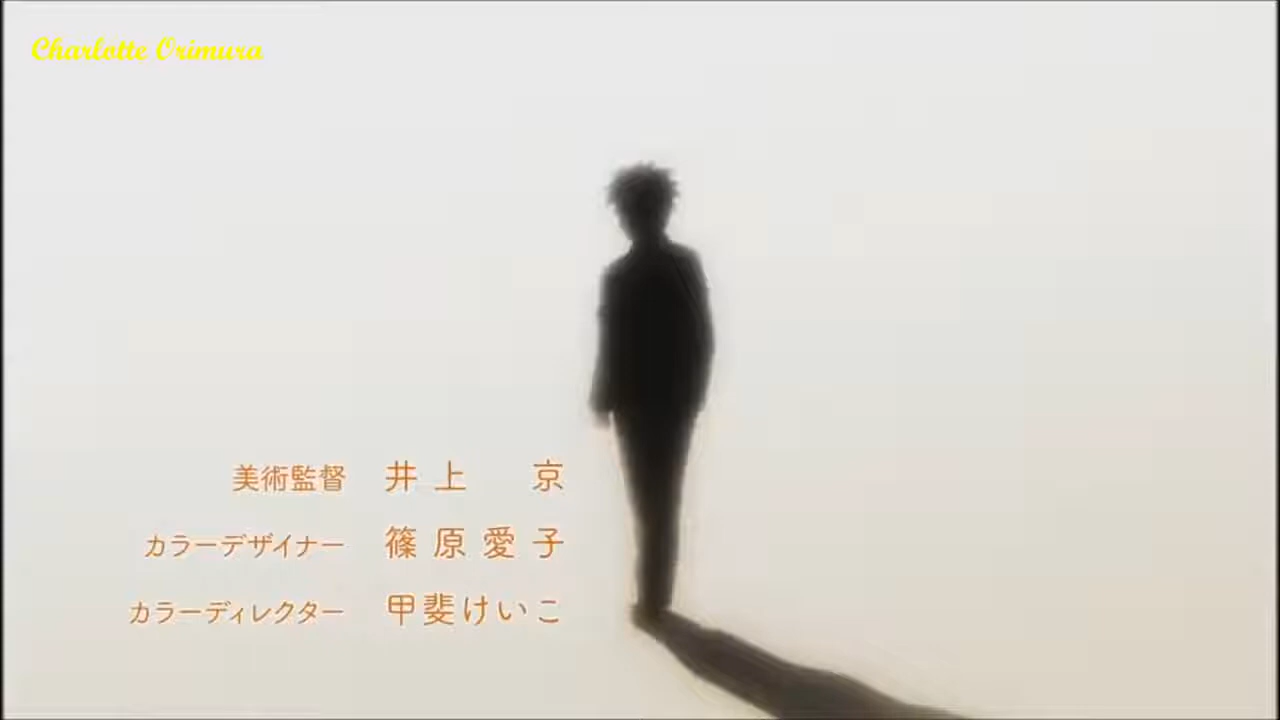 Charlotte Orimura
美術監督 井上 京
カラーデザイナー 篠原愛子
カラーディレクター 甲斐けいこ